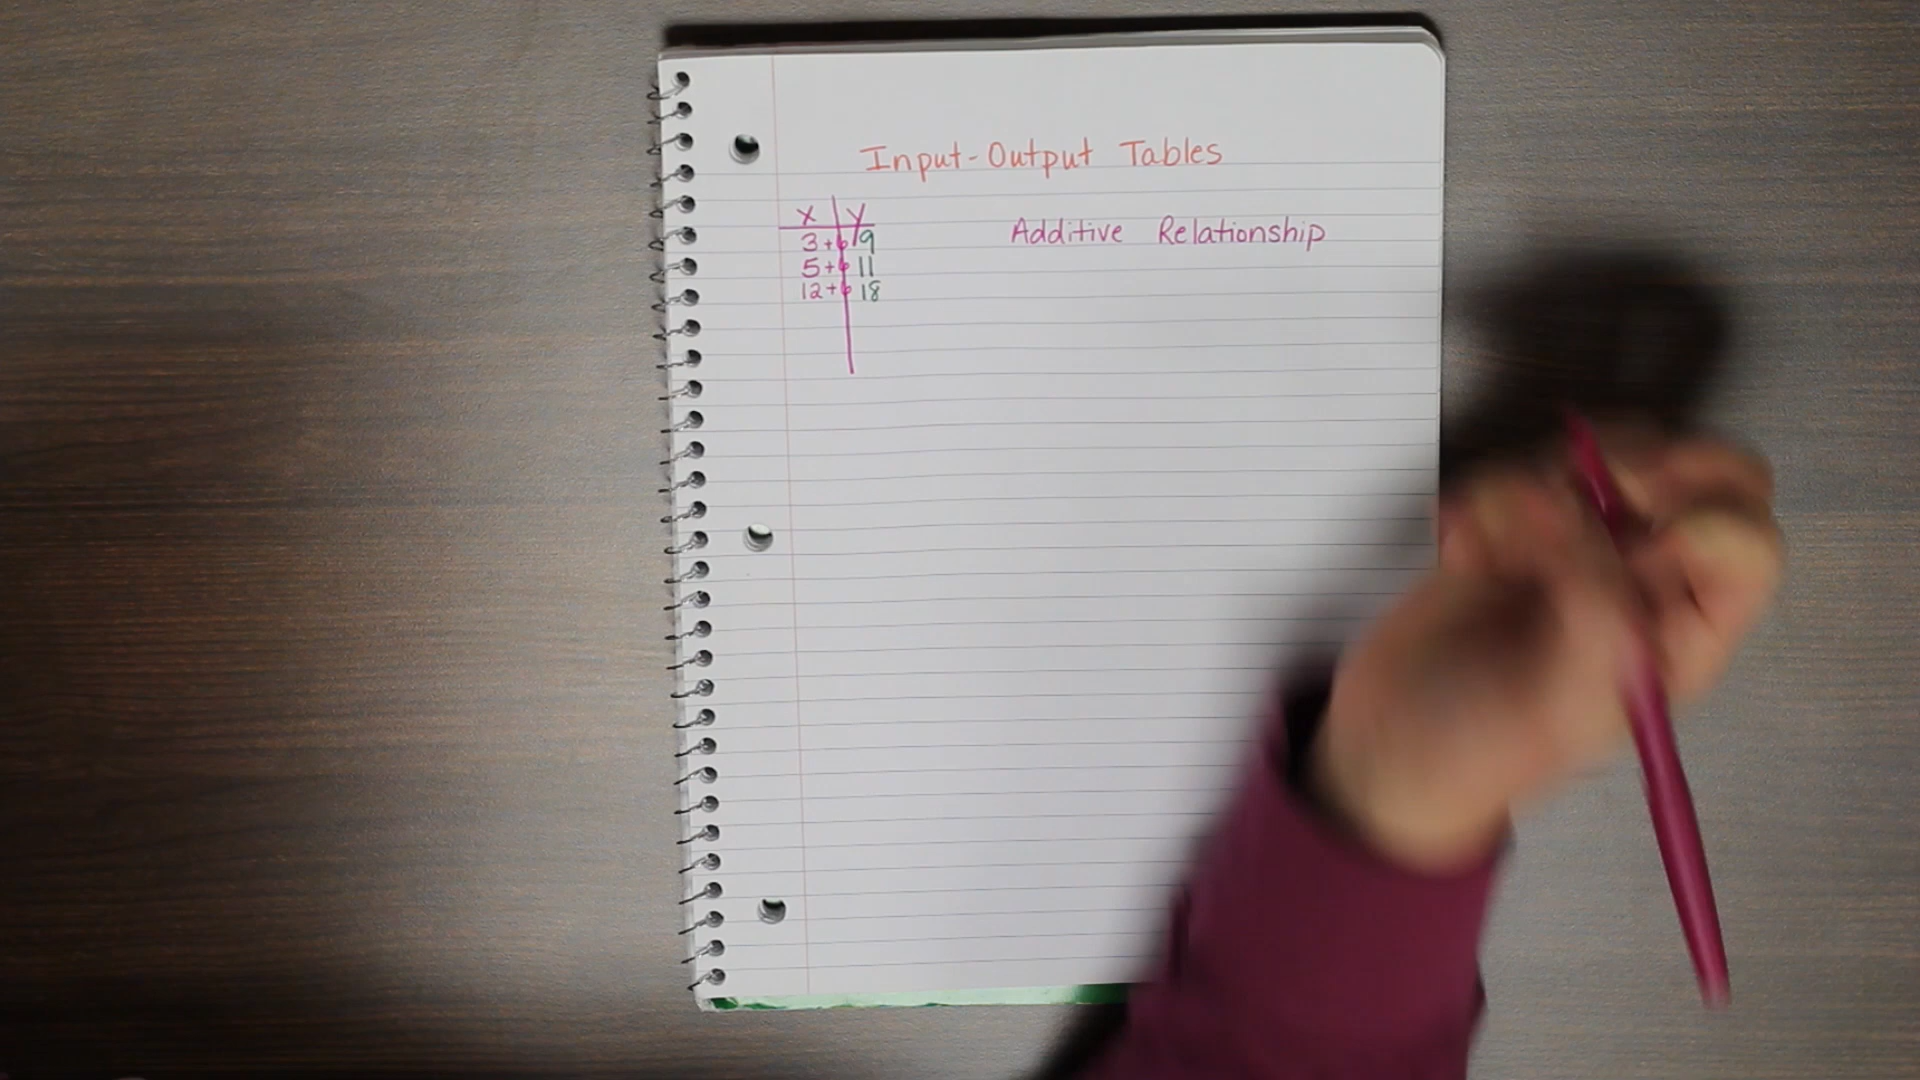 Input-Output Tables
X Y
Additive Relationship
3+6 9
5+6 11
12+6 18